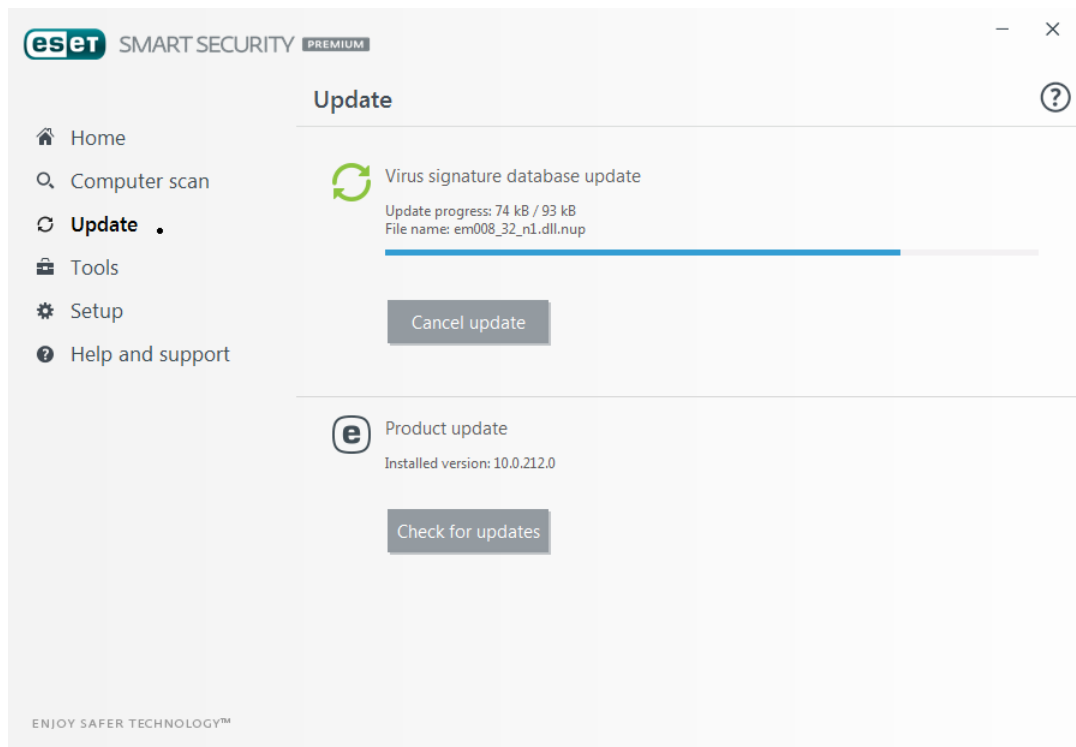 eset SMART SECURITY PREMIUM
Update
Home
Computer scan
Update
Tools
Setup
Help and support
Virus signature database update
Update progress: 74 kB / 93 kB
File name: em008_32_n1.dll.nup
Cancel update
e
Product update
Installed version: 10.0.212.0
Check for updates
ENJOY SAFER TECHNOLOGY™